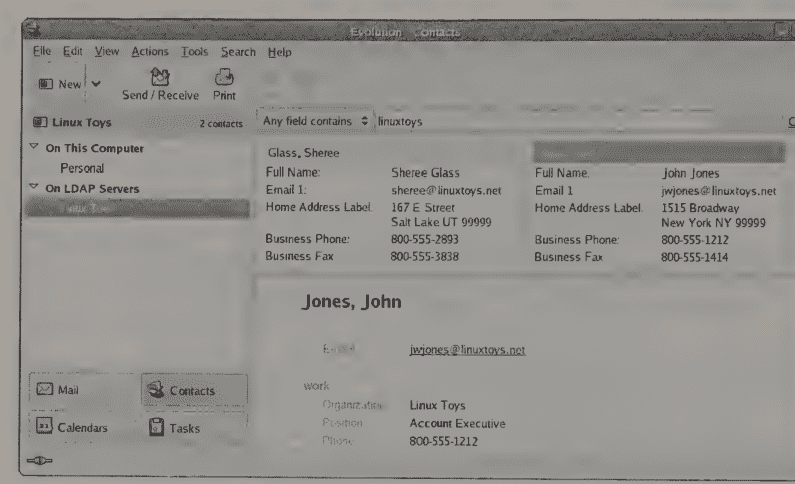 Evolution - Contacts
File Edit View Actions Tools Search Help
New Send / Receive Print
Linux Toys 2 contacts Any field contains linuxtoys
On This Computer
Personal
On LDAP Servers
Linux Toys
Glass, Sheree
Full Name: Sheree Glass
Email 1: sheree@linuxtoys.net
Home Address Label: 167 E Street
Salt Lake UT 99999
Business Phone: 800-555-2893
Business Fax 800-555-3838
Full Name: John Jones
Email 1 jwjones@linuxtoys.net
Home Address Label: 1515 Broadway
New York NY 99999
Business Phone: 800-555-1212
Business Fax 800-555-1414
Jones, John
E-mail jwjones@linuxtoys.net
work
Organization Linux Toys
Position Account Executive
Phone 800-555-1212
Mail Contacts
Calendars Tasks